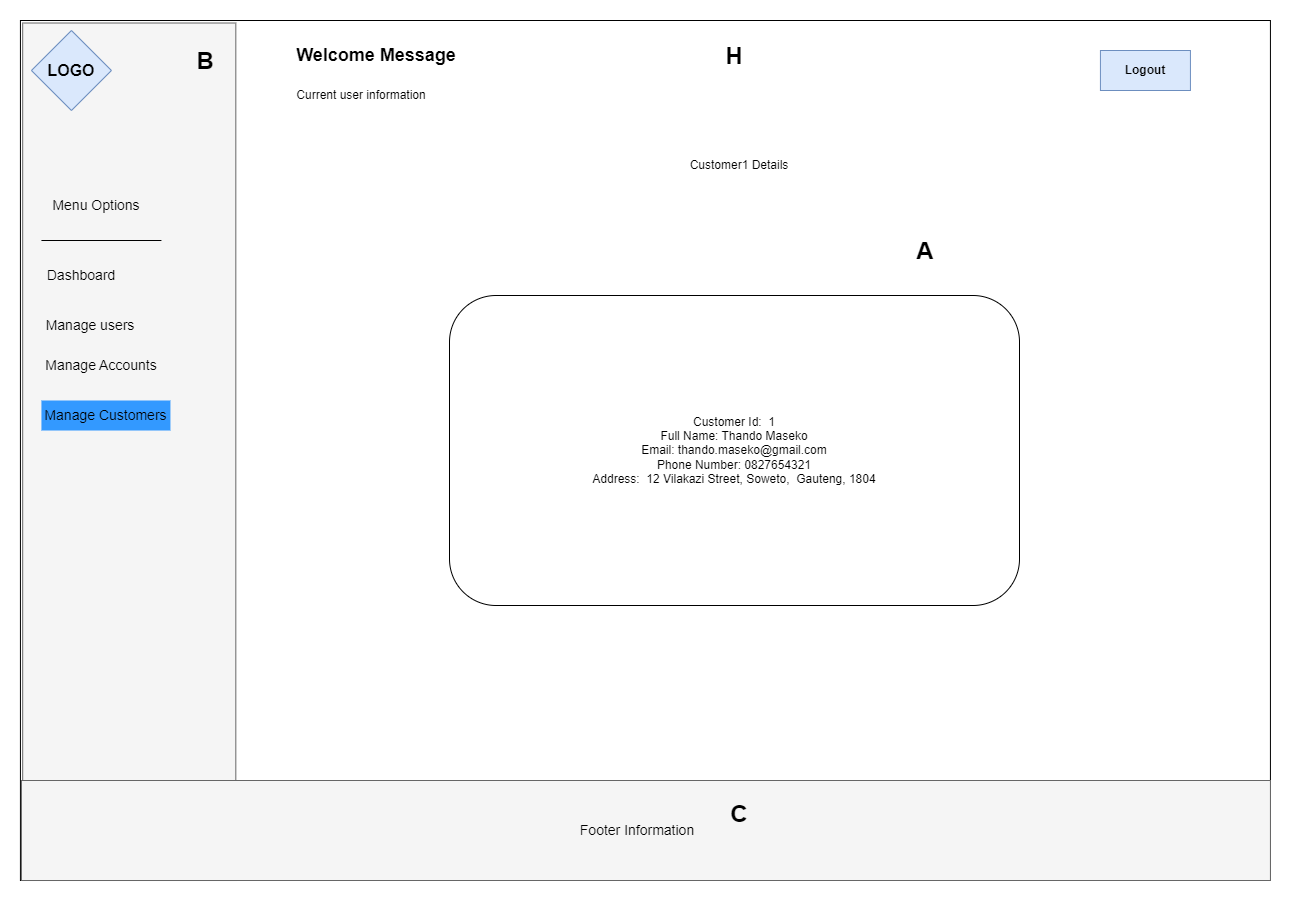 LOGO
B
Welcome Message
H
Logout
Current user information
Customer1 Details
Menu Options
A
Dashboard
Manage users
Manage Accounts
Manage Customers
Customer Id:  1
Full Name: Thando Maseko
Email: thando.maseko@gmail.com
Phone Number: 0827654321
Address:  12 Vilakazi Street, Soweto,  Gauteng, 1804
C
Footer Information